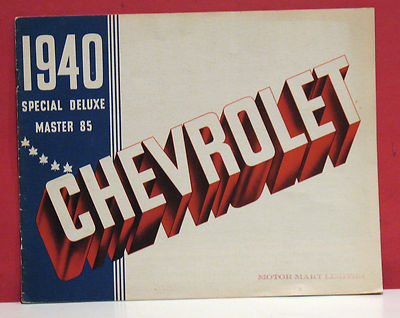 1940
SPECIAL DELUXE
MASTER 85
CHEVROLET
MOTOR MART LIMITED